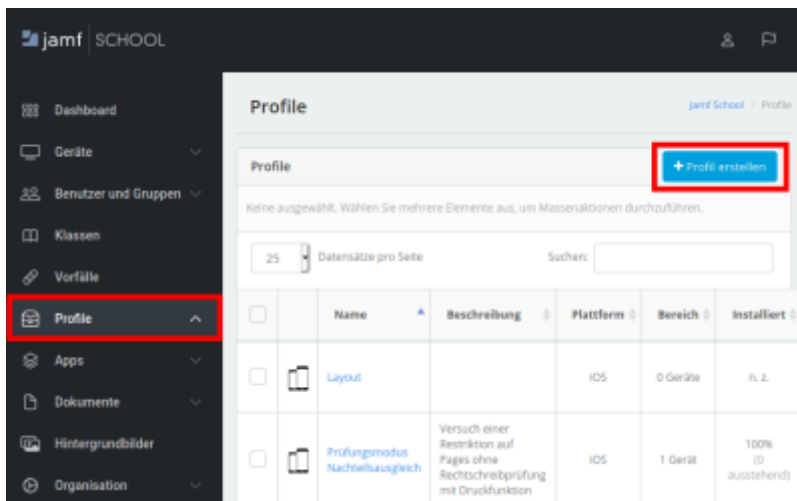 jamf SCHOOL
Dashboard
Geräte
Benutzer und Gruppen
Klassen
Vorfälle
Profile
Apps
Dokumente
Hintergrundbilder
Organisation
Profile
Jamf School / Profile
Profile
+ Profil erstellen
Keine ausgewählt. Wählen Sie mehrere Elemente aus, um Massenaktionen durchzuführen.
25 Datensätze pro Seite Suchen:
Name Beschreibung Plattform Bereich Installiert
Layout iOS 0 Geräte n. z.
Prüfungsmodus
Nachteilsausgleich
Versuch einer
Restriktion auf
Pages ohne
Rechtschreibprüfung
mit Druckfunktion
iOS
1 Gerät
100%
(0
ausstehend)